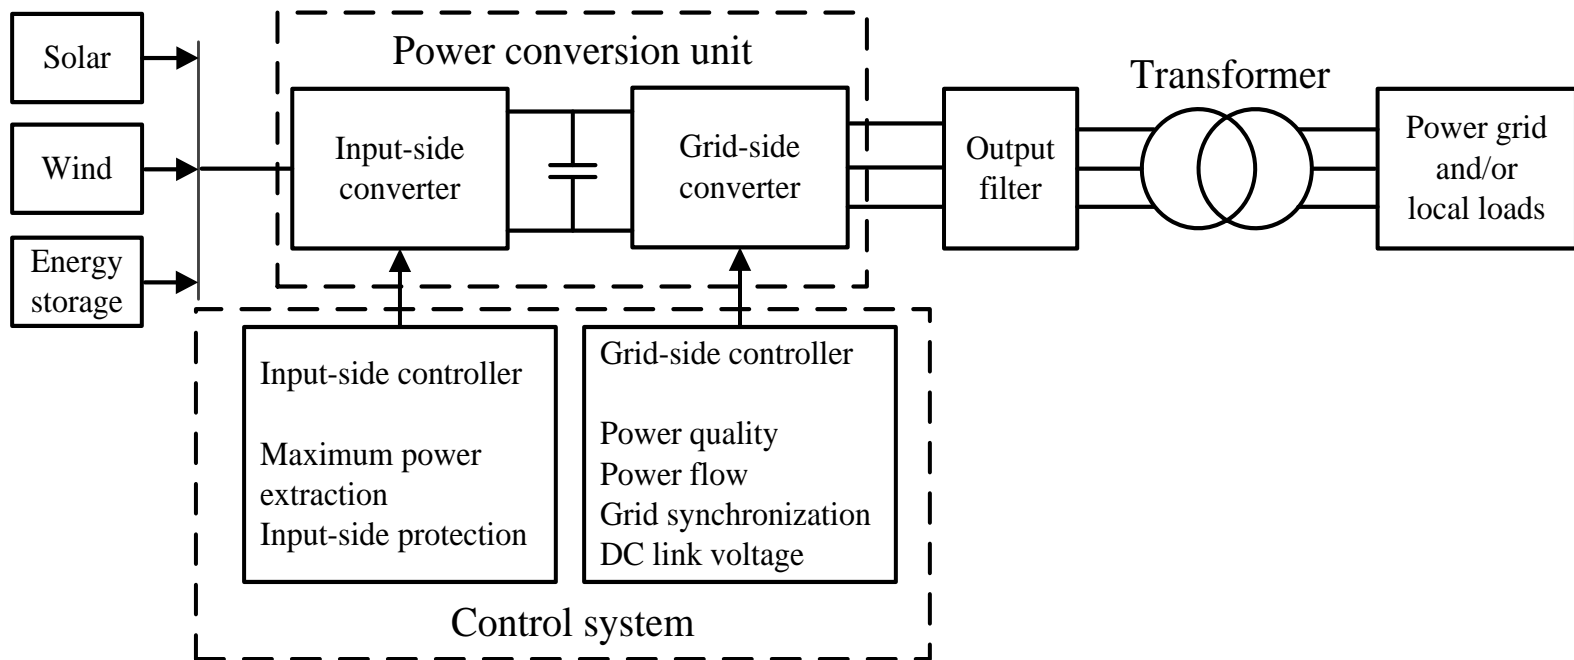 Solar
Wind
Energy
storage
Power conversion unit
Input-side
converter
Grid-side
converter
Output
filter
Transformer
Power grid
and/or
local loads
Input-side controller
Maximum power
extraction
Input-side protection
Grid-side controller
Power quality
Power flow
Grid synchronization
DC link voltage
Control system